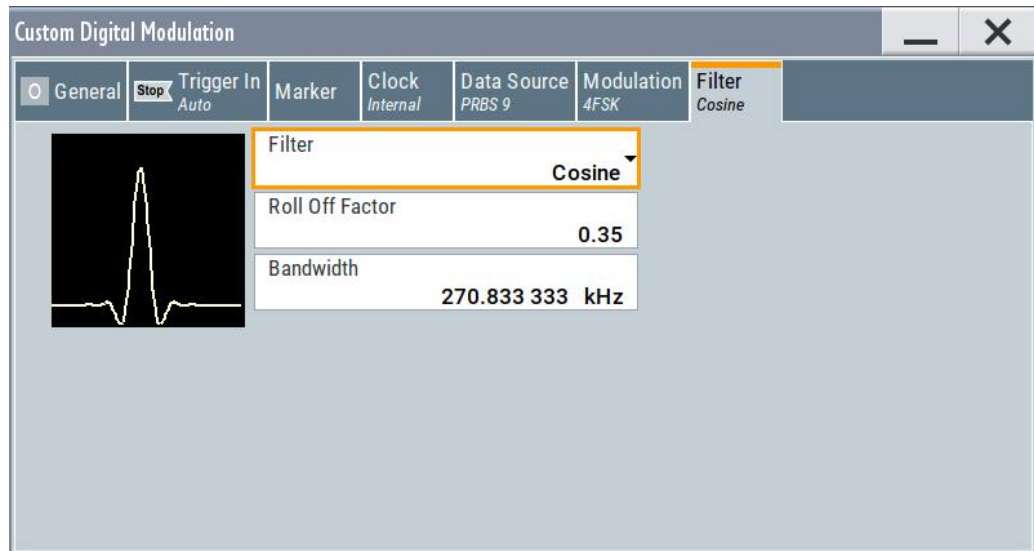 Custom Digital Modulation
O General Stop Trigger In Marker Clock Data Source Modulation Filter
Auto Internal PRBS 9 4FSK Cosine
Filter
Cosine
Roll Off Factor
0.35
Bandwidth
270.833 333 kHz